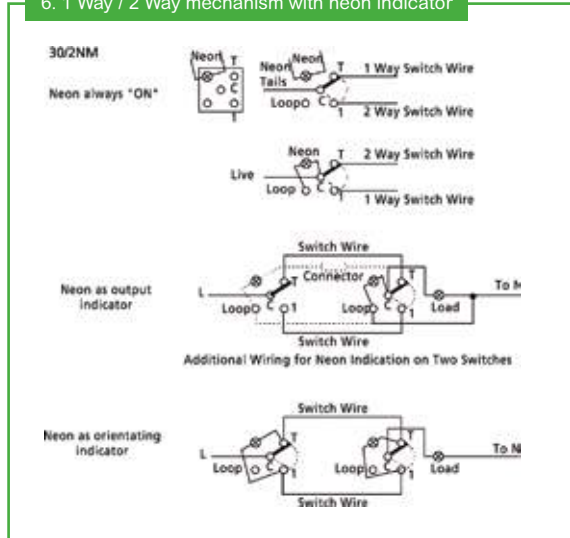 6. 1 Way / 2 Way mechanism with neon indicator
30/2NM
Neon always "ON"
Neon T
C
1
Neon Neon T 1 Way Switch Wire
Tails
Loop C 1 2 Way Switch Wire
Neon T 2 Way Switch Wire
Live
Loop C 1 1 Way Switch Wire
Neon as output
indicator
Switch Wire
Connector
L T T To
Loop C 1 Loop C 1 Load
Switch Wire
Additional Wiring for Neon Indication on Two Switches
Neon as orientating
indicator
Switch Wire
L T T To N
Loop C 1 Loop C 1 Load
Switch Wire